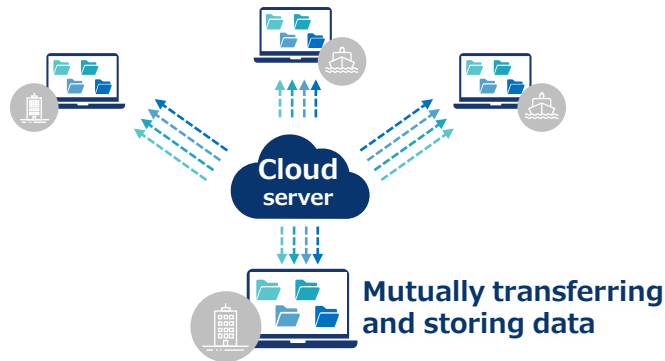 Cloud
server
Mutually transferring
and storing data